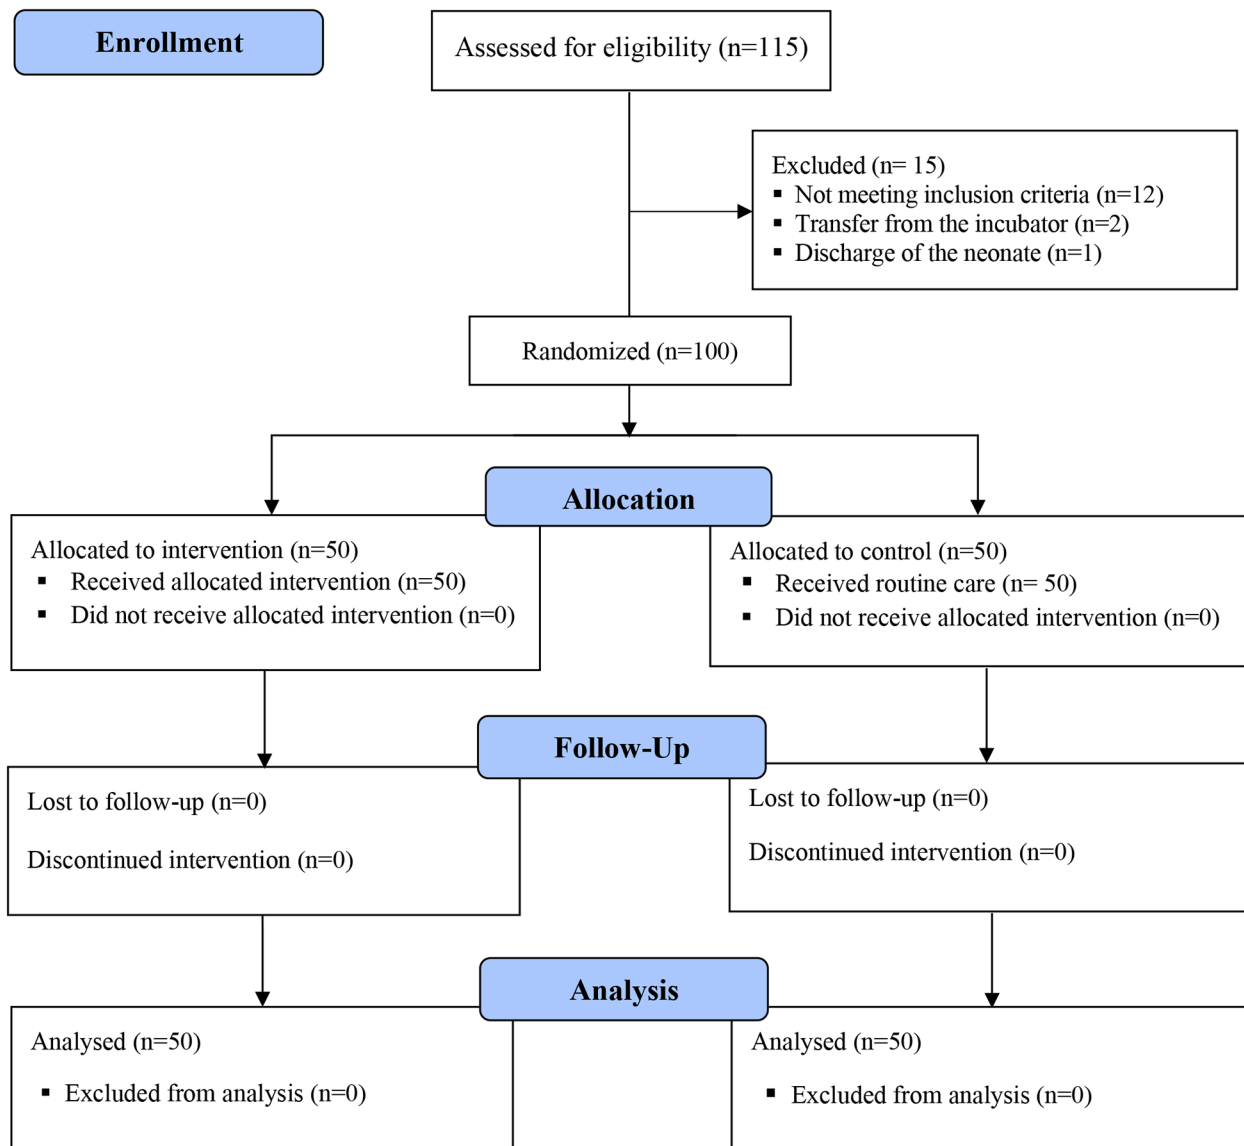 Enrollment
Assessed for eligibility (n=115)
Excluded (n= 15)
▪ Not meeting inclusion criteria (n=12)
▪ Transfer from the incubator (n=2)
▪ Discharge of the neonate (n=1)
Randomized (n=100)
Allocation
Allocated to intervention (n=50)
▪ Received allocated intervention (n=50)
▪ Did not receive allocated intervention (n=0)
Allocated to control (n=50)
▪ Received routine care (n= 50)
▪ Did not receive allocated intervention (n=0)
Follow-Up
Lost to follow-up (n=0)
Discontinued intervention (n=0)
Lost to follow-up (n=0)
Discontinued intervention (n=0)
Analysis
Analysed (n=50)
▪ Excluded from analysis (n=0)
Analysed (n=50)
▪ Excluded from analysis (n=0)